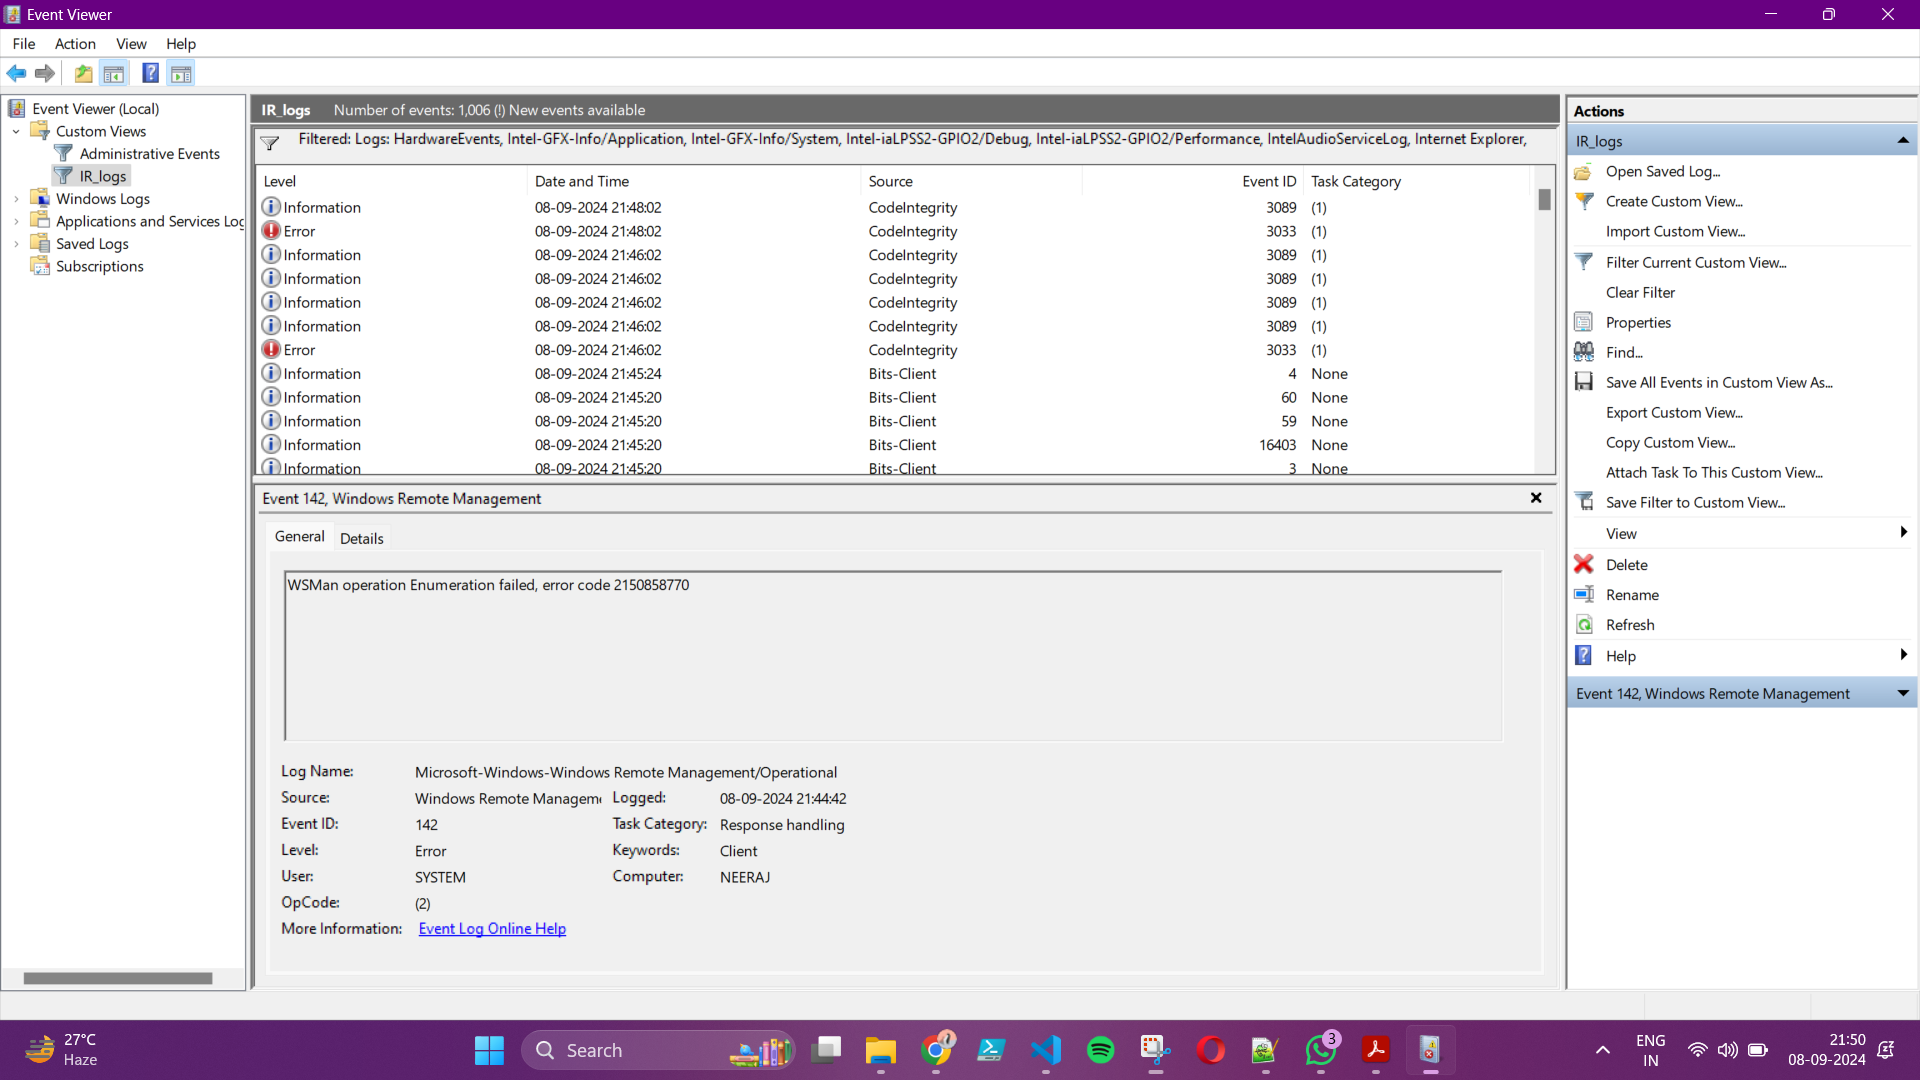 Event Viewer
File Action View Help
Event Viewer (Local)
Custom Views
Administrative Events
IR_logs
Windows Logs
Applications and Services Log
Saved Logs
Subscriptions
IR_logs Number of events: 1,006 (!) New events available
Filtered: Logs: HardwareEvents, Intel-GFX-Info/Application, Intel-GFX-Info/System, Intel-iaLPSS2-GPIO2/Debug, Intel-iaLPSS2-GPIO2/Performance, IntelAudioServiceLog, Internet Explorer,
Level Date and Time Source Event ID Task Category
Information 08-09-2024 21:48:02 CodeIntegrity 3089 (1)
Error 08-09-2024 21:48:02 CodeIntegrity 3033 (1)
Information 08-09-2024 21:46:02 CodeIntegrity 3089 (1)
Information 08-09-2024 21:46:02 CodeIntegrity 3089 (1)
Information 08-09-2024 21:46:02 CodeIntegrity 3089 (1)
Information 08-09-2024 21:46:02 CodeIntegrity 3089 (1)
Error 08-09-2024 21:46:02 CodeIntegrity 3033 (1)
Information 08-09-2024 21:45:24 Bits-Client 4 None
Information 08-09-2024 21:45:20 Bits-Client 60 None
Information 08-09-2024 21:45:20 Bits-Client 59 None
Information 08-09-2024 21:45:20 Bits-Client 16403 None
Information 08-09-2024 21:45:20 Bits-Client 3 None
Event 142, Windows Remote Management
General Details
WSMan operation Enumeration failed, error code 2150858770
Log Name: Microsoft-Windows-Windows Remote Management/Operational
Source: Windows Remote Manageme Logged: 08-09-2024 21:44:42
Event ID: 142 Task Category: Response handling
Level: Error Keywords: Client
User: SYSTEM Computer: NEERAJ
OpCode: (2)
More Information: Event Log Online Help
Actions
IR_logs
Open Saved Log...
Create Custom View...
Import Custom View...
Filter Current Custom View...
Clear Filter
Properties
Find...
Save All Events in Custom View As...
Export Custom View...
Copy Custom View...
Attach Task To This Custom View...
Save Filter to Custom View...
View
Delete
Rename
Refresh
Help
Event 142, Windows Remote Management
27°C
Haze
Search
3
ENG
IN
21:50
08-09-2024